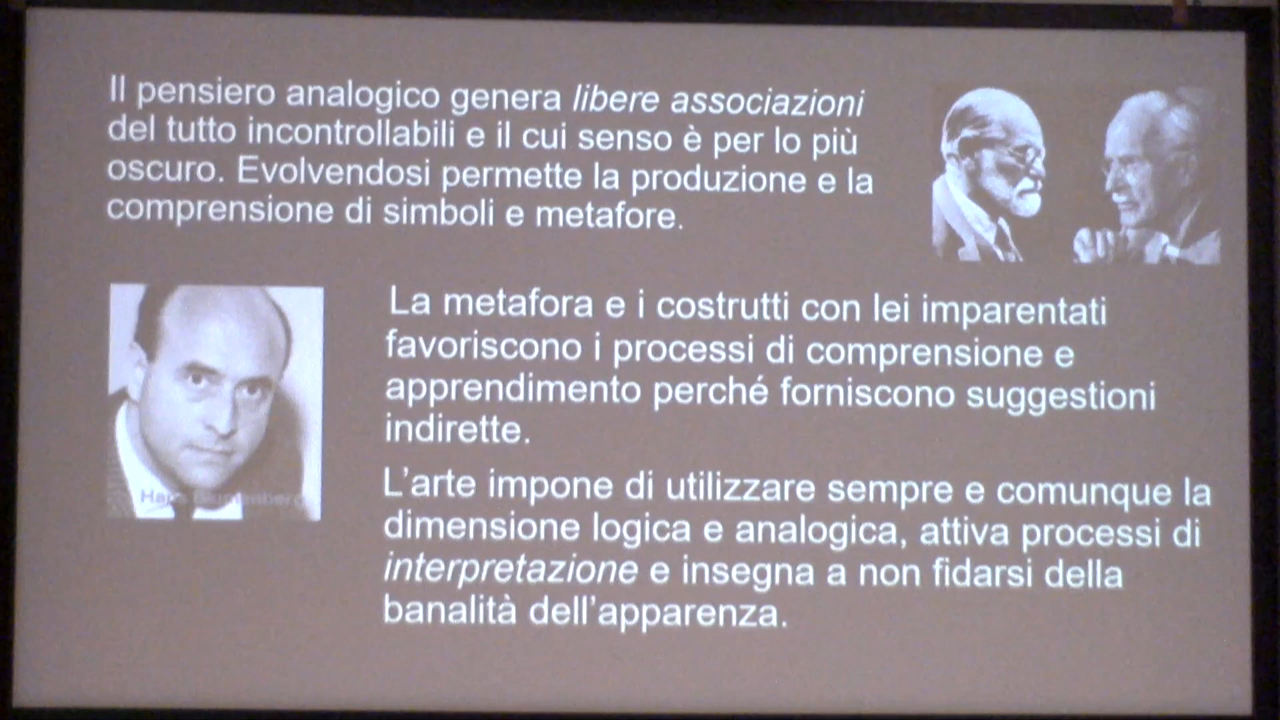 Il pensiero analogico genera libere associazioni
del tutto incontrollabili e il cui senso è per lo più
oscuro. Evolvendosi permette la produzione e la
comprensione di simboli e metafore.
La metafora e i costrutti con lei imparentati
favoriscono i processi di comprensione e
apprendimento perché forniscono suggestioni
indirette.
L'arte impone di utilizzare sempre e comunque la
dimensione logica e analogica, attiva processi di
interpretazione e insegna a non fidarsi della
banalità dell'apparenza.